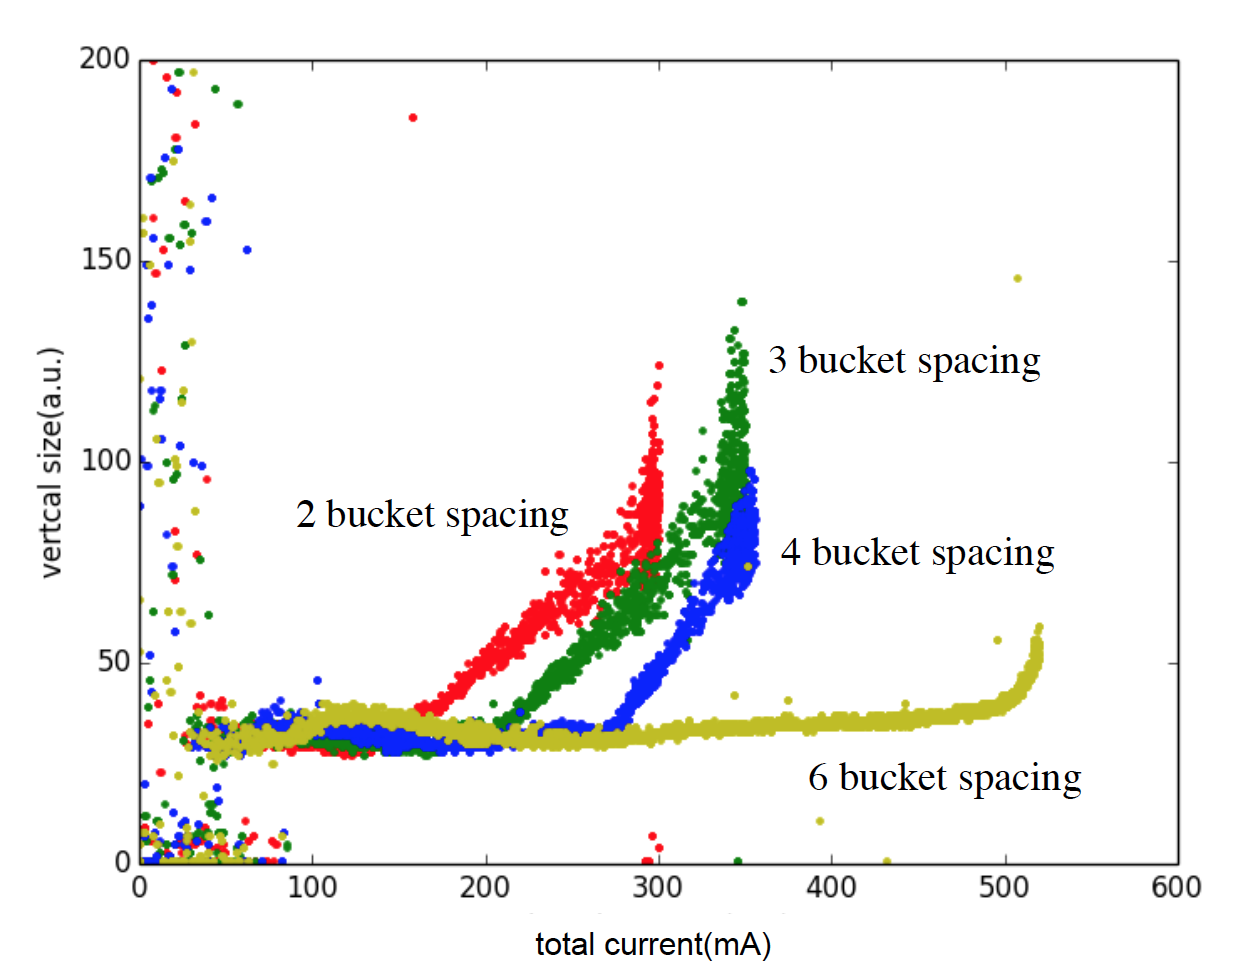 200
150
100
50
0
vertcal size(a.u.)
3 bucket spacing
2 bucket spacing
4 bucket spacing
6 bucket spacing
0 100 200 300 400 500 600
total current(mA)